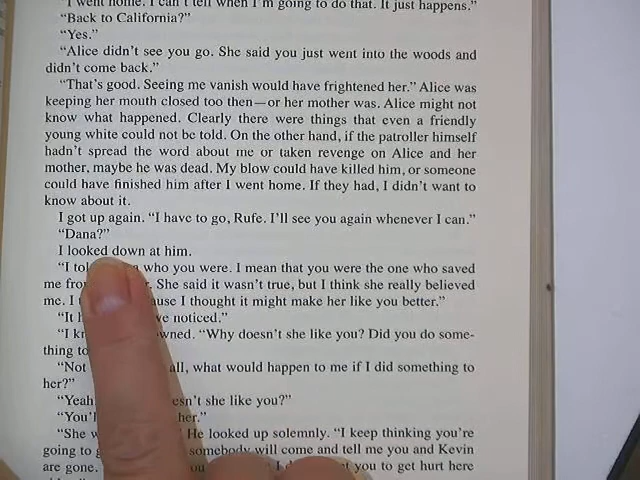 "I went home. I can't tell when I'm going to do that. It just happens."
"Back to California?"
"Yes."
"Alice didn't see you go. She said you just went into the woods and
didn't come back."
"That's good. Seeing me vanish would have frightened her." Alice was
keeping her mouth closed too then—or her mother was. Alice might not
know what happened. Clearly there were things that even a friendly
young white could not be told. On the other hand, if the patroller himself
hadn't spread the word about me or taken revenge on Alice and her
mother, maybe he was dead. My blow could have killed him, or someone
could have finished him after I went home. If they had, I didn't want to
know about it.
I got up again. "I have to go, Rufe. I'll see you again whenever I can."
"Dana?"
I looked down at him.
"I who you were. I mean that you were the one who saved
me She said it wasn't true, but I think she really believed
me. I I thought it might make her like you better."
"It noticed."
"I "Why doesn't she like you? Did you do some-
thing to
"Not all, what would happen to me if I did something to
her?"
"Yeah. she like you?"
her."
"She He looked up solemnly. "I keep thinking you're
going to somebody will come and tell me you and Kevin
are gone. you to get hurt here